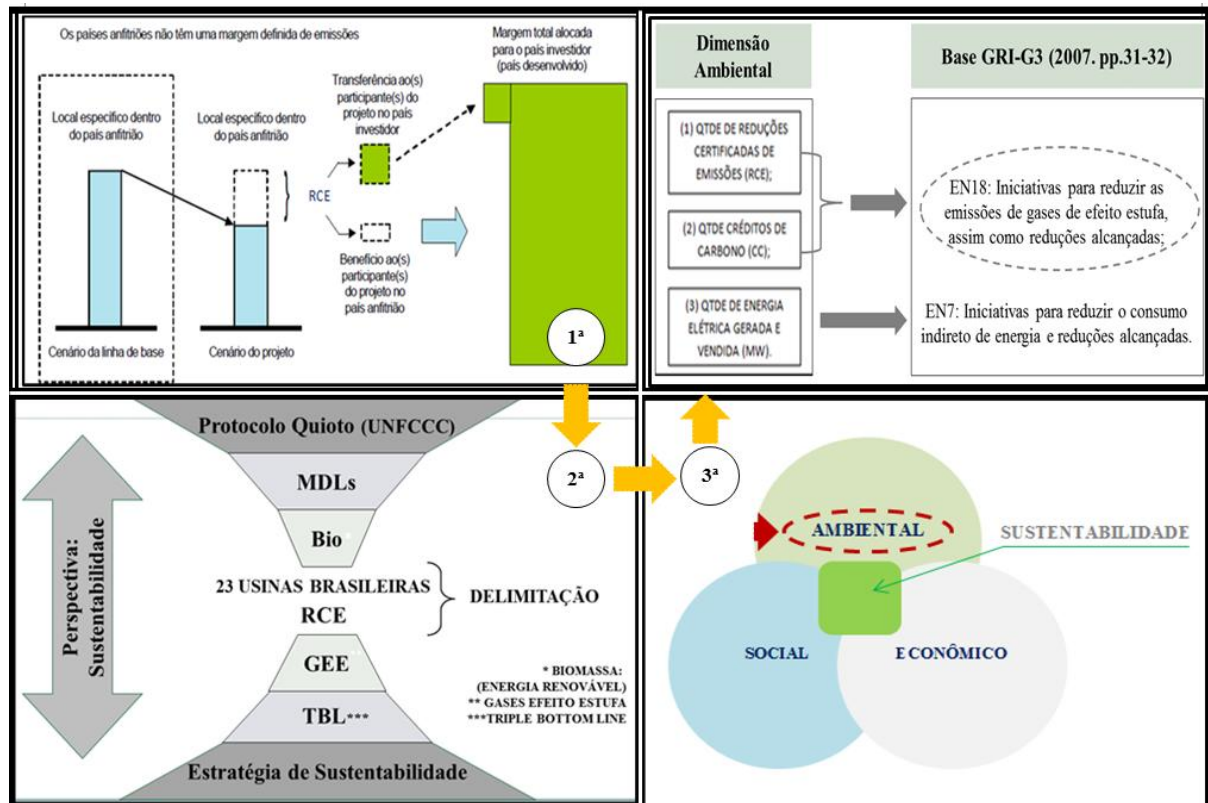 Os países anfitriões não têm uma margem definida de emissões
Margem total alocada
para o país investidor
(país desenvolvido)
Transferência ao(s)
participante(s) do
projeto no país
investidor
Local específico dentro
do país anfitrião
Local específico dentro
do país anfitrião
RCE
Benefício ao(s)
participante(s)
do projeto no
país anfitrião
Cenário da linha de base
Cenário do projeto
1ª
Dimensão
Ambiental
Base GRI-G3 (2007. pp.31-32)
(1) QTDE DE REDUÇÕES
CERTIFICADAS DE
EMISSÕES (RCE);
(2) QTDE CRÉDITOS DE
CARBONO (CC);
(3) QTDE DE ENERGIA
ELÉTRICA GERADA E
VENDIDA (MW).
EN18: Iniciativas para reduzir as
emissões de gases de efeito estufa,
assim como reduções alcançadas;
EN7: Iniciativas para reduzir o consumo
indireto de energia e reduções alcançadas.
Perspectiva:
Sustentabilidade
Protocolo Quioto (UNFCCC)
MDLs
Bio
23 USINAS BRASILEIRAS
RCE
DELIMITAÇÃO
GEE
TBL***
Estratégia de Sustentabilidade
* BIOMASSA:
(ENERGIA RENOVÁVEL)
** GASES EFEITO ESTUFA
***TRIPLE BOTTOM LINE
2ª
3ª
AMBIENTAL
SUSTENTABILIDADE
SOCIAL
ECONÔMICO